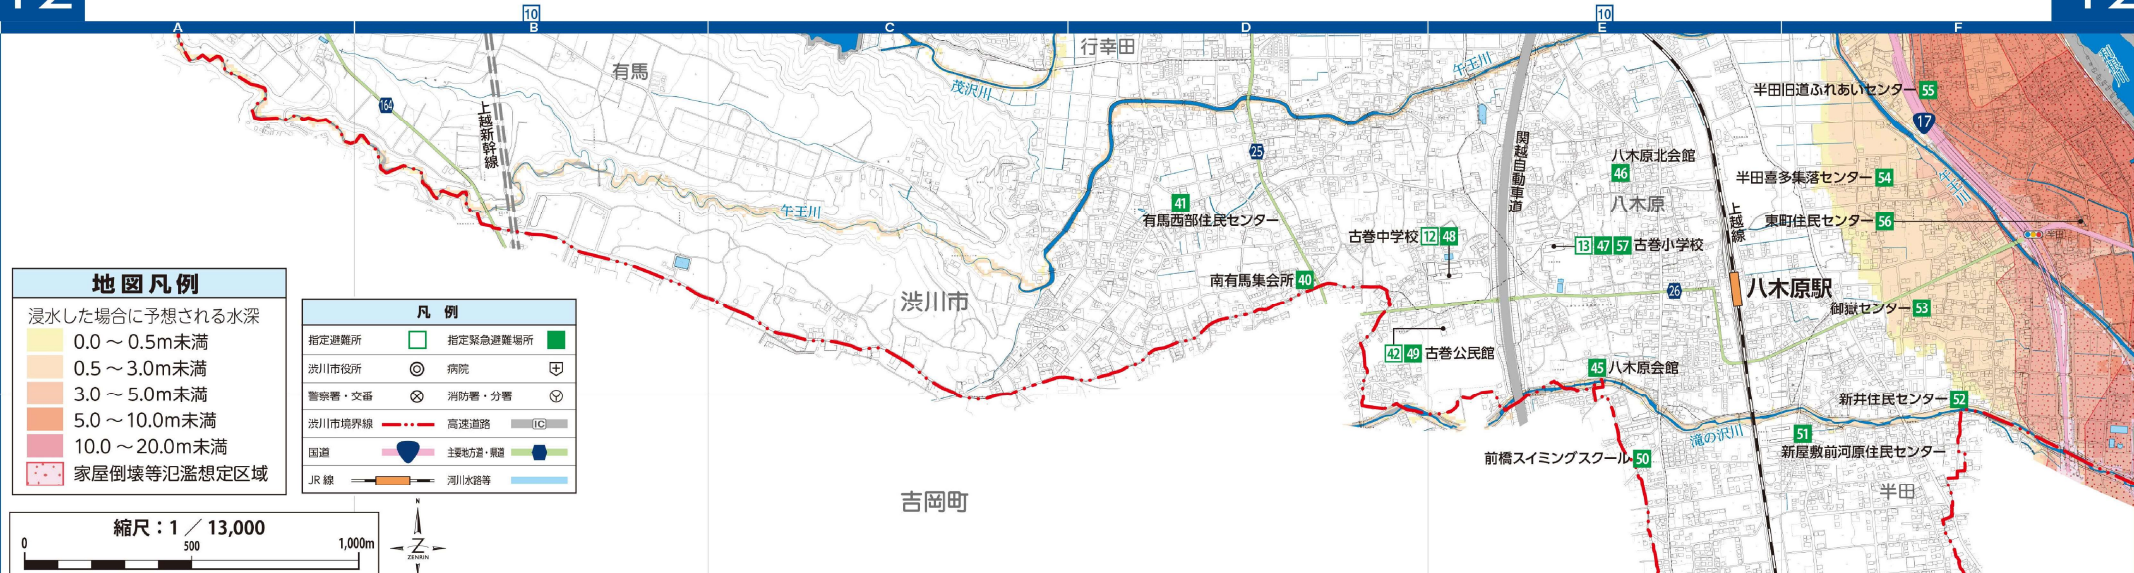 12
10
10
12
A
B
C
D
E
F
行幸田
有馬
茂沢川
午王川
164
上越新幹線
25
関越自動車道
半田旧道ふれあいセンター 55
17
八木原北会館
46
半田喜多集落センター 54
午王川
41
有馬西部住民センター
八木原
上越線
東町住民センター 56
午王川
古巻中学校 12 48
13 47 57 古巻小学校
南有馬集会所 40
26
八木原駅
渋川市
御嶽センター 53
42 49 古巻公民館
45 八木原会館
新井住民センター 52
滝の沢川
51
新屋敷前河原住民センター
前橋スイミングスクール 50
半田
吉岡町
地図凡例
浸水した場合に予想される水深
0.0～0.5m未満
0.5～3.0m未満
3.0～5.0m未満
5.0～10.0m未満
10.0～20.0m未満
家屋倒壊等氾濫想定区域
凡 例
指定避難所 指定緊急避難場所
渋川市役所 病院
警察署・交番 消防署・分署
渋川市境界線 高速道路 IC
国道 主要地方道・県道
JR線 河川水路等
縮尺：1／13,000
0 500 1,000m
N
Z
ZENRIN